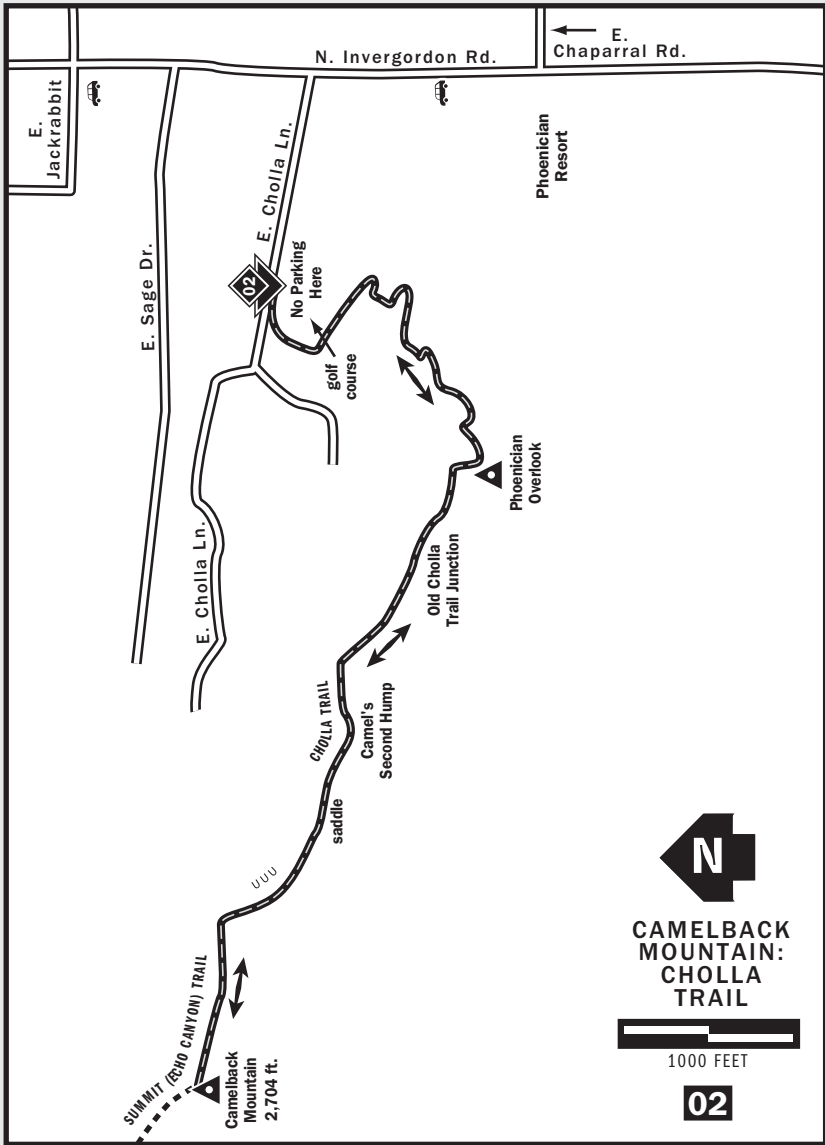 E.
Chaparral Rd.
N. Invergordon Rd.
E.
Jackrabbit
Phoenician
Resort
E. Cholla Ln.
E. Sage Dr.
02
No Parking
Here
golf
course
Phoenician
Overlook
E. Cholla Ln.
Old Cholla
Trail Junction
CHOLLA TRAIL
Camel's
Second Hump
saddle
UUU
SUMMIT (ECHO CANYON) TRAIL
Camelback
Mountain
2,704 ft.
N
CAMELBACK
MOUNTAIN:
CHOLLA
TRAIL
1000 FEET
02